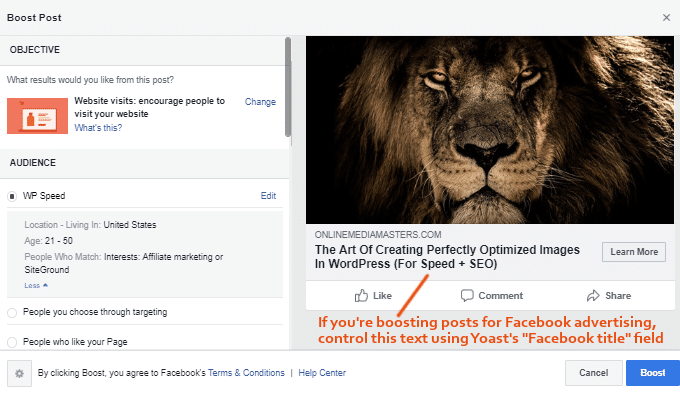 Boost Post
OBJECTIVE
What results would you like from this post?
Website visits: encourage people to
visit your website
Change
What's this?
AUDIENCE
WP Speed
Edit
Location - Living In: United States
Age: 21 - 50
People Who Match: Interests: Affiliate marketing or
SiteGround
Less
People you choose through targeting
People who like your Page
ONLINEMEDIAMASTERS.COM
The Art Of Creating Perfectly Optimized Images
In WordPress (For Speed + SEO)
Learn More
Like
Comment
Share
If you're boosting posts for Facebook advertising,
control this text using Yoast's "Facebook title" field
By clicking Boost, you agree to Facebook's Terms & Conditions | Help Center
Cancel
Boost